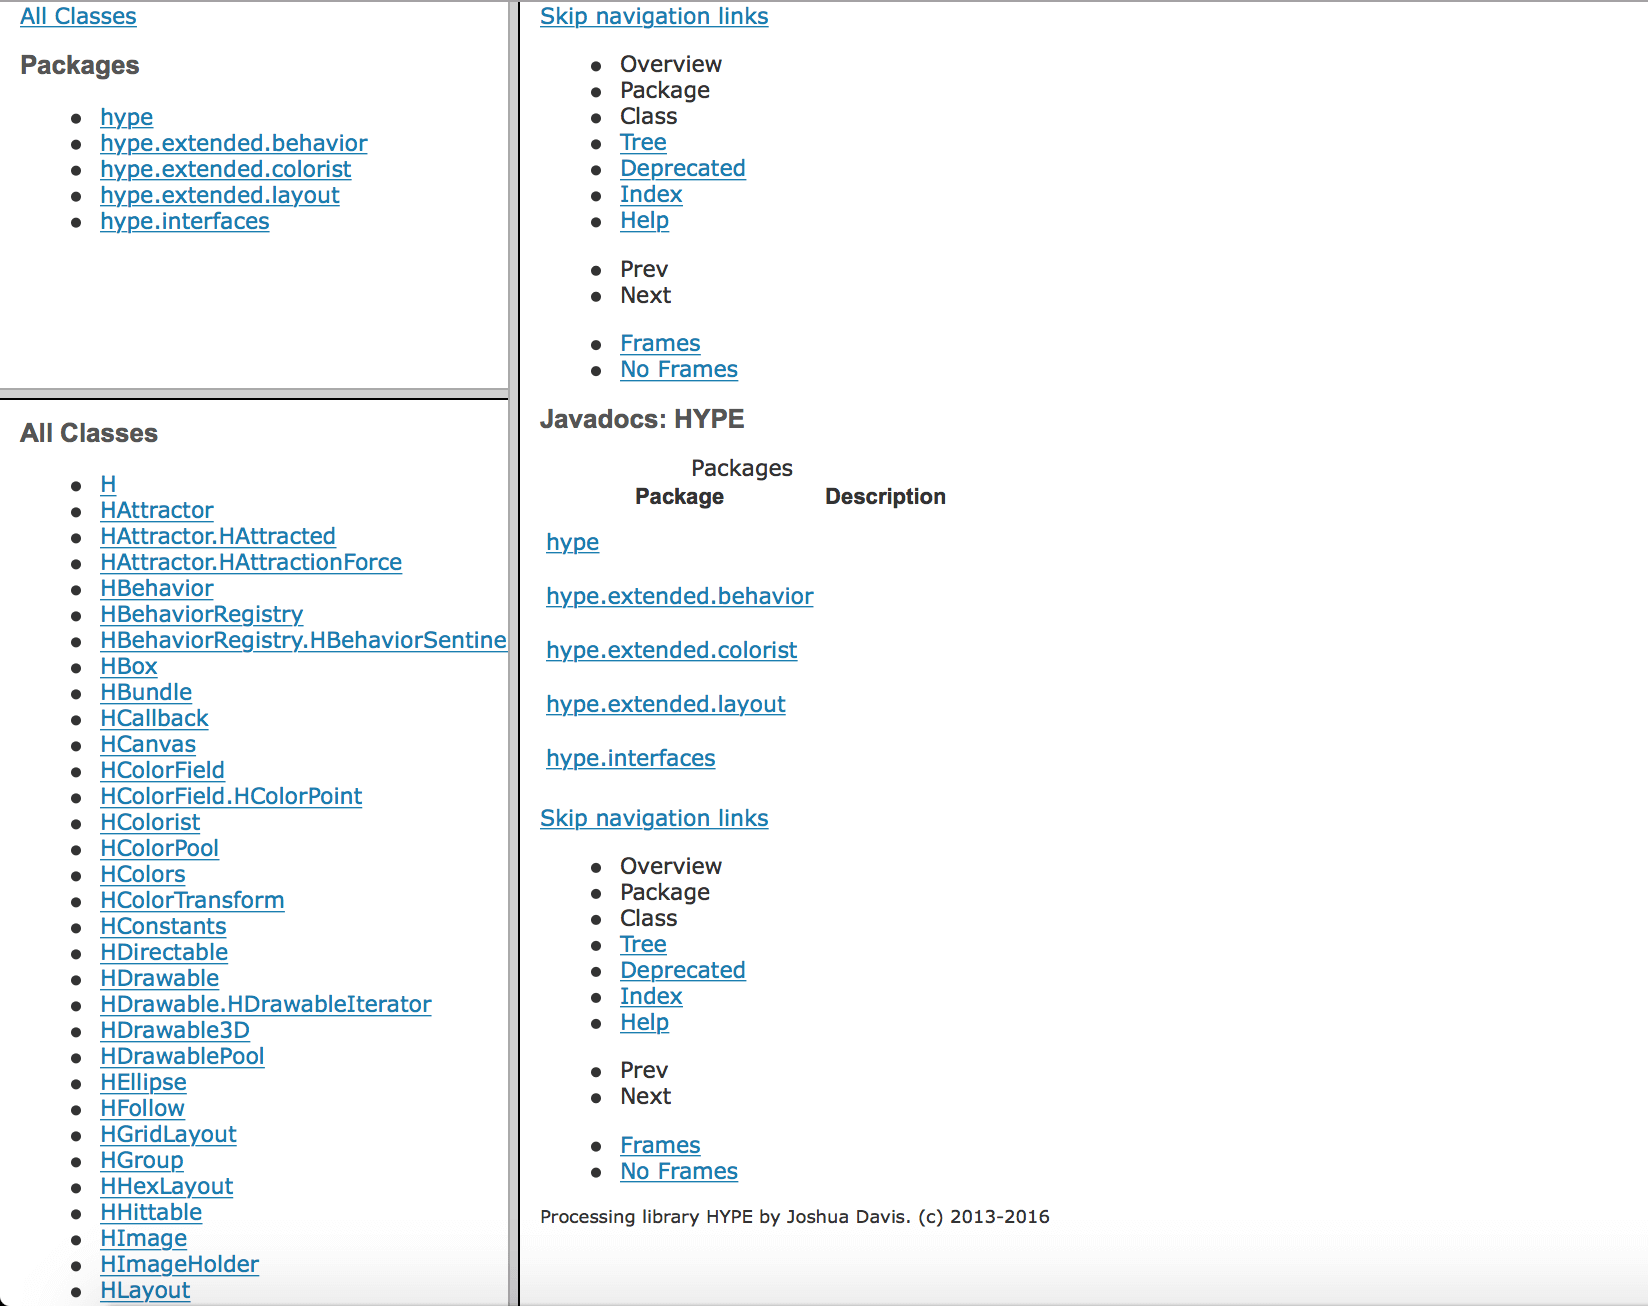 All Classes
Packages
hype
hype.extended.behavior
hype.extended.colorist
hype.extended.layout
hype.interfaces
All Classes
H
HAttractor
HAttractor.HAttracted
HAttractor.HAttractionForce
HBehavior
HBehaviorRegistry
HBehaviorRegistry.HBehaviorSentine
HBox
HBundle
HCallback
HCanvas
HColorField
HColorField.HColorPoint
HColorist
HColorPool
HColors
HColorTransform
HConstants
HDirectable
HDrawable
HDrawable.HDrawableIterator
HDrawable3D
HDrawablePool
HEllipse
HFollow
HGridLayout
HGroup
HHexLayout
HHittable
HImage
HImageHolder
HLayout
Skip navigation links
Overview
Package
Class
Tree
Deprecated
Index
Help
Prev
Next
Frames
No Frames
Javadocs: HYPE
Packages
Package Description
hype
hype.extended.behavior
hype.extended.colorist
hype.extended.layout
hype.interfaces
Skip navigation links
Overview
Package
Class
Tree
Deprecated
Index
Help
Prev
Next
Frames
No Frames
Processing library HYPE by Joshua Davis. (c) 2013-2016